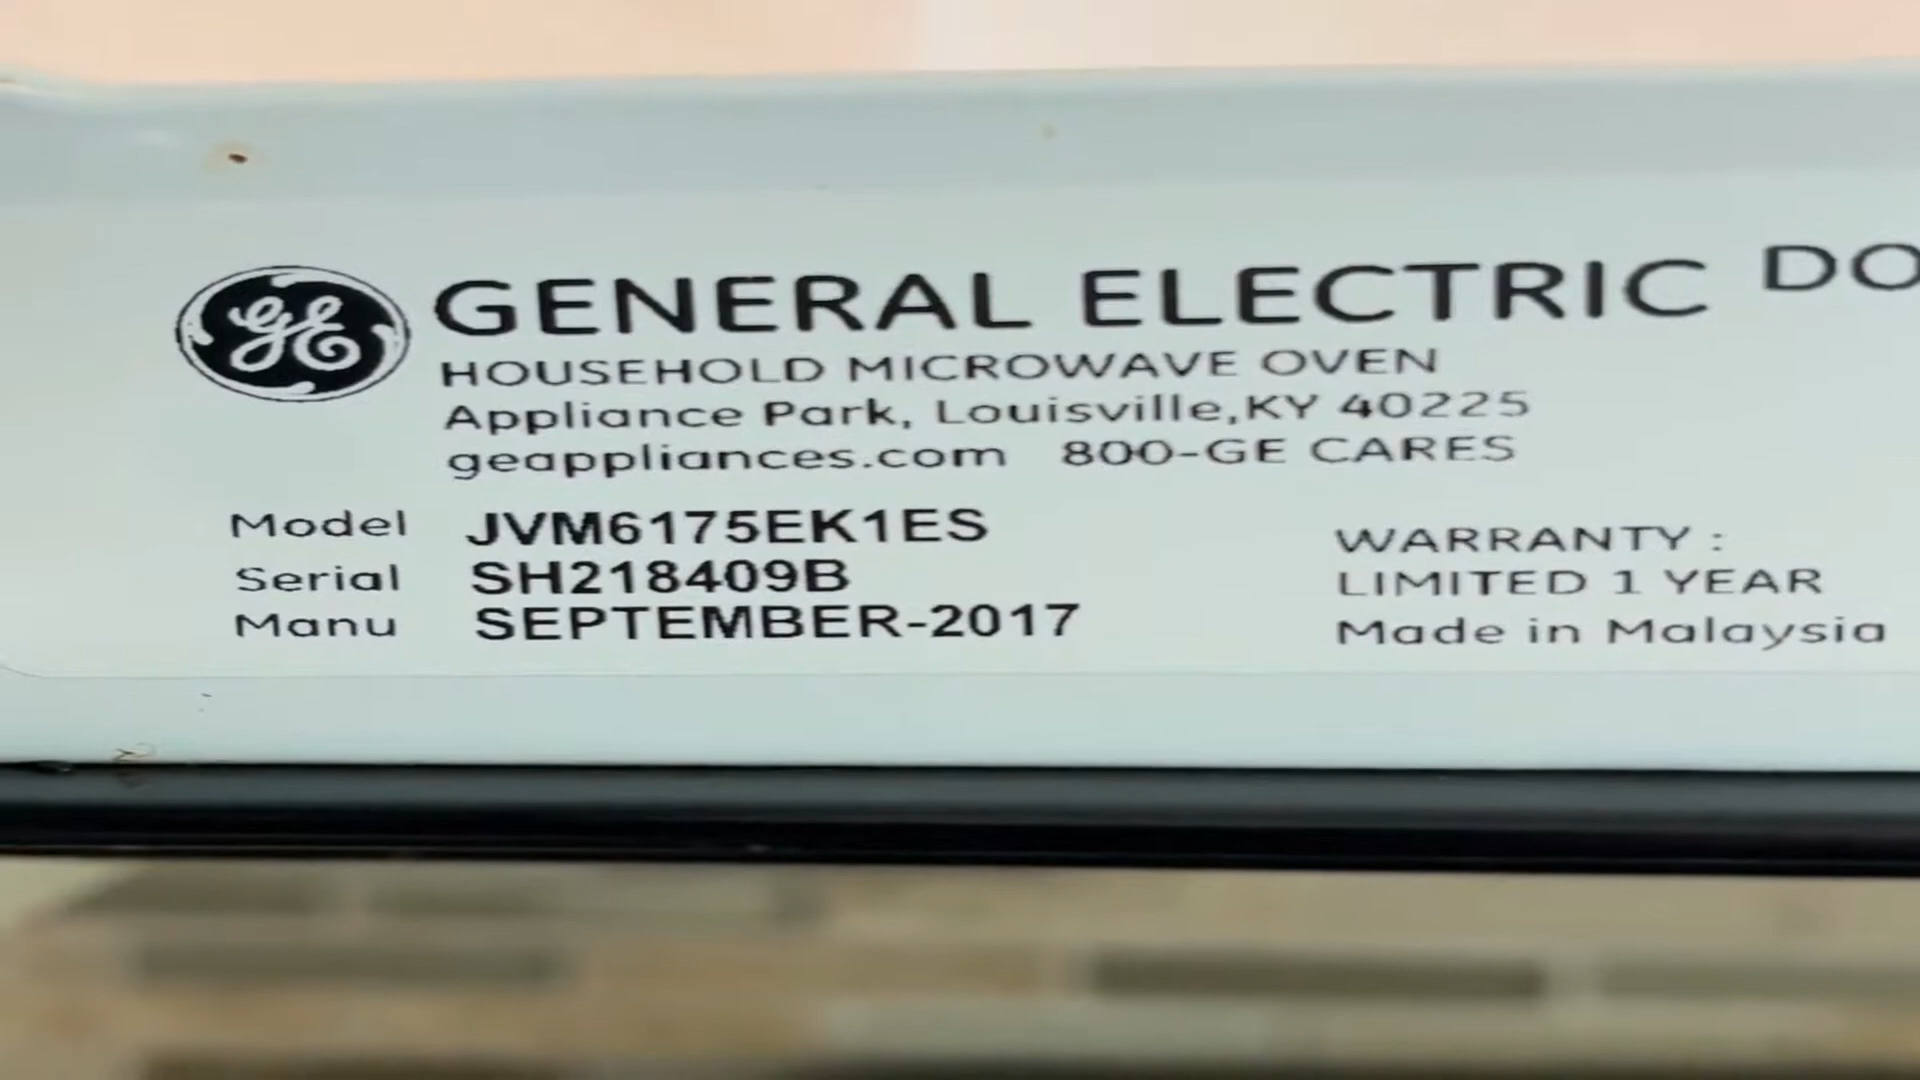 GE GENERAL ELECTRIC DO
HOUSEHOLD MICROWAVE OVEN
Appliance Park, Louisville,KY 40225
geappliances.com 800-GE CARES
Model JVM6175EK1ES
Serial SH218409B
Manu SEPTEMBER-2017
WARRANTY :
LIMITED 1 YEAR
Made in Malaysia